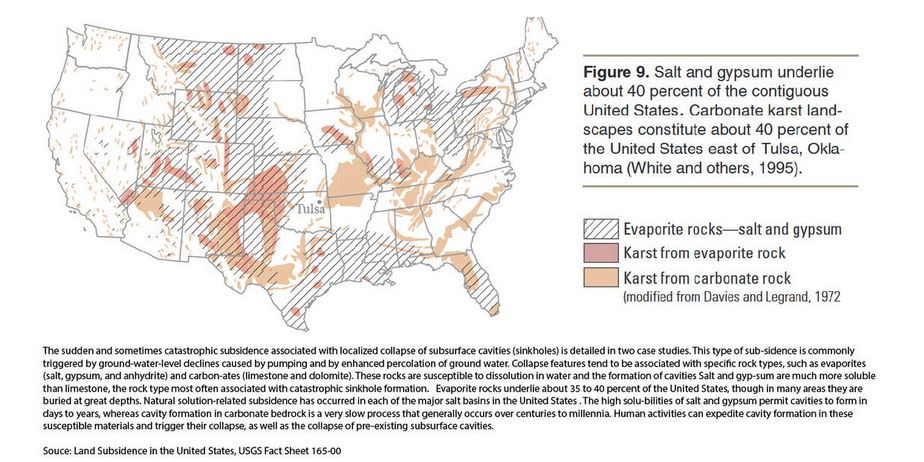 Figure 9. Salt and gypsum underlie
about 40 percent of the contiguous
United States. Carbonate karst land-
scapes constitute about 40 percent of
the United States east of Tulsa, Okla-
homa (White and others, 1995).
Tulsa
Evaporite rocks—salt and gypsum
Karst from evaporite rock
Karst from carbonate rock
(modified from Davies and Legrand, 1972
The sudden and sometimes catastrophic subsidence associated with localized collapse of subsurface cavities (sinkholes) is detailed in two case studies. This type of sub-sidence is commonly
triggered by ground-water-level declines caused by pumping and by enhanced percolation of ground water. Collapse features tend to be associated with specific rock types, such as evaporites
(salt, gypsum, and anhydrite) and carbon-ates (limestone and dolomite). These rocks are susceptible to dissolution in water and the formation of cavities Salt and gyp-sum are much more soluble
than limestone, the rock type most often associated with catastrophic sinkhole formation. Evaporite rocks underlie about 35 to 40 percent of the United States, though in many areas they are
buried at great depths. Natural solution-related subsidence has occurred in each of the major salt basins in the United States . The high solu-bilities of salt and gypsum permit cavities to form in
days to years, whereas cavity formation in carbonate bedrock is a very slow process that generally occurs over centuries to millennia. Human activities can expedite cavity formation in these
susceptible materials and trigger their collapse, as well as the collapse of pre-existing subsurface cavities.
Souce: Land Subsidence in the United States, USGS Fact Sheet 165-00